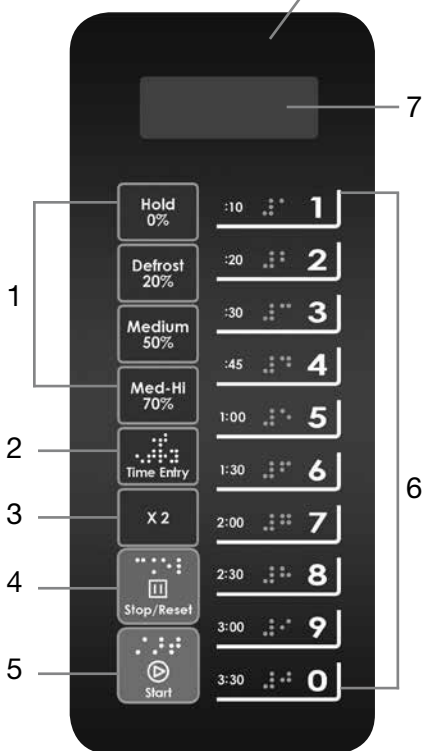 7
Hold
0%
:10 ⠼⠁ 1
Defrost
20%
:20 ⠼⠃ 2
1
Medium
50%
:30 ⠼⠉ 3
Med-Hi
70%
:45 ⠼⠙ 4
1:00 ⠼⠑ 5
2
Time Entry
1:30 ⠼⠋ 6
6
3
X 2
2:00 ⠼⠛ 7
4
Stop/Reset
2:30 ⠼⠓ 8
3:00 ⠼⠊ 9
5
Start
3:30 ⠼⠚ 0